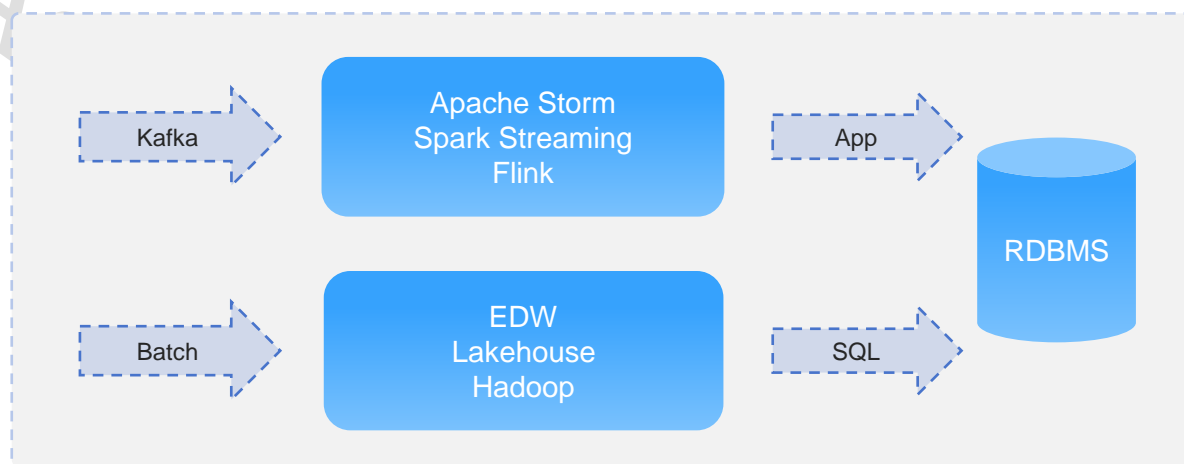 Kafka
Apache Storm
Spark Streaming
Flink
App
RDBMS
Batch
EDW
Lakehouse
Hadoop
SQL